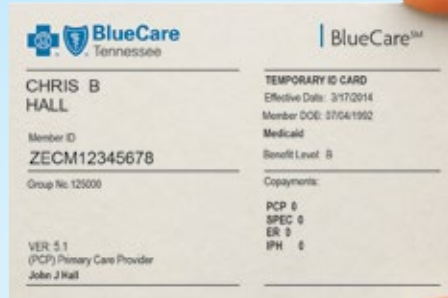 BlueCare
Tennessee
BlueCare℠
CHRIS B
HALL
Member ID
ZECM12345678
Group No. 125000
VER 5.1
(PCP) Primary Care Provider
John J Hall
TEMPORARY ID CARD
Effective Date: 3/17/2014
Member DOB: 07/04/1992
Medicaid
Benefit Level B
Copayments:
PCP 0
SPEC 0
ER 0
IPH 0